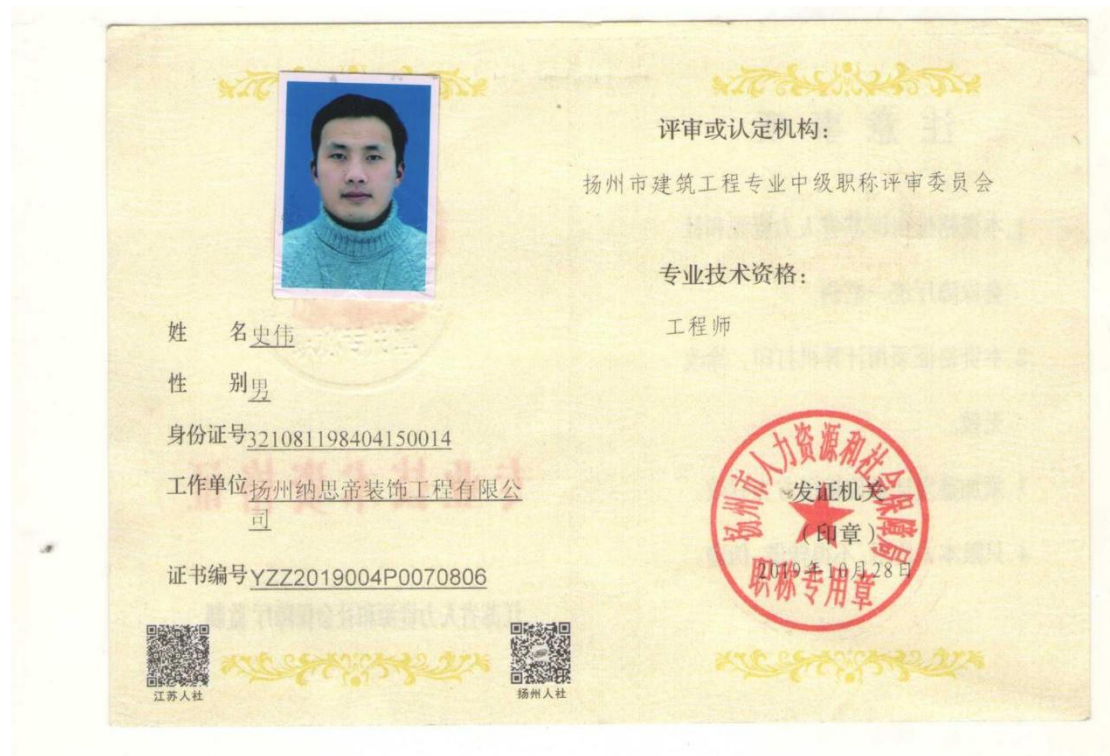 姓 名史伟
性 别男
身份证号321081198404150014
工作单位扬州纳思帝装饰工程有限公
司
证书编号YZZ2019004P0070806
江苏人社
扬州人社
评审或认定机构：
扬州市建筑工程专业中级职称评审委员会
专业技术资格：
工程师
扬州市人力资源和社会保障局
发证机关
（印章）
2019年10月28日
职称专用章